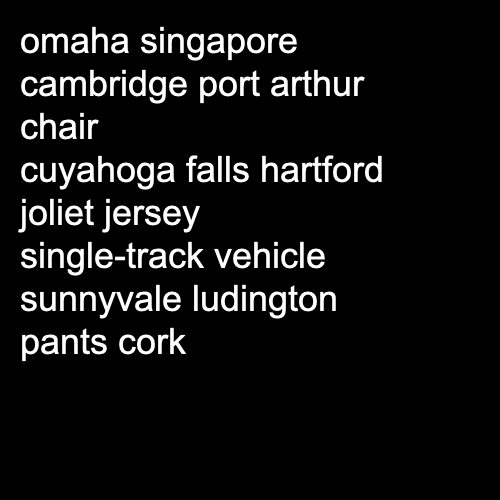 omaha singapore
cambridge port arthur
chair
cuyahoga falls hartford
joliet jersey
single-track vehicle
sunnyvale ludington
pants cork